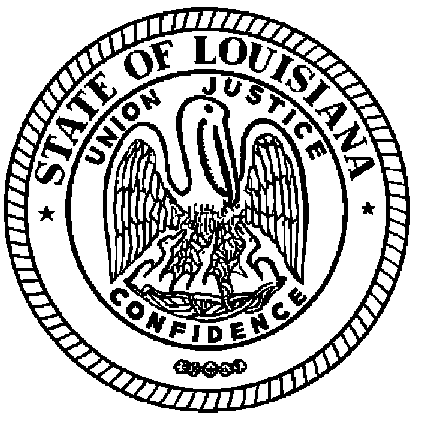 STATE OF LOUISIANA
UNION JUSTICE
CONFIDENCE